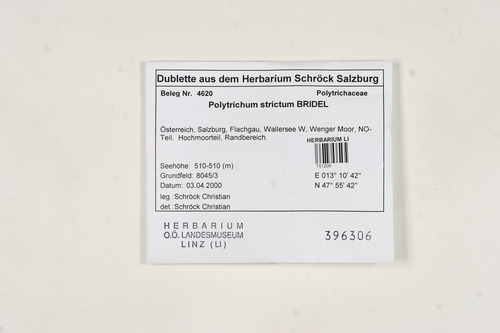 Dublette aus dem Herbarium Schröck Salzburg
Beleg Nr. 4620 Polytrichaceae
Polytrichum strictum BRIDEL
Österreich, Salzburg, Flachgau, Wallersee W, Wenger Moor, NO-
Teil, Hochmoorteil, Randbereich.
HERBARIUM LI
751209
Seehöhe: 510-510 (m)
Grundfeld: 8045/3 E 013° 10' 42"
Datum: 03.04.2000 N 47° 55' 42"
leg.: Schröck Christian
det.: Schröck Christian
HERBARIUM
O.Ö. LANDESMUSEUM
LINZ (LI)
396306